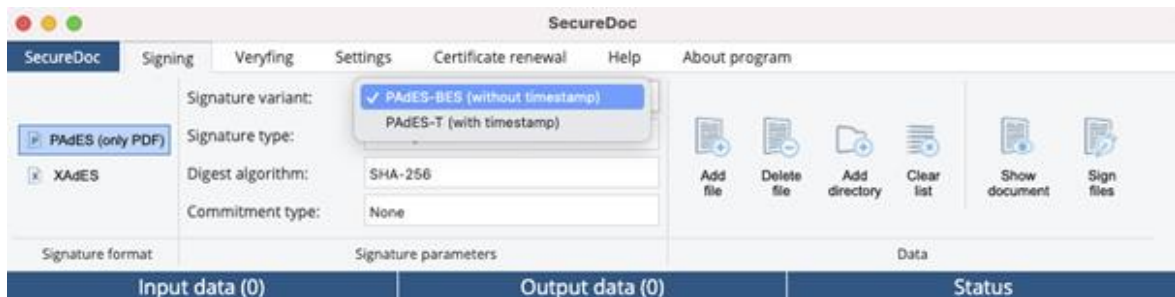 SecureDoc
SecureDoc Signing Veryfing Settings Certificate renewal Help About program
Signature variant:
✓ PAdES-BES (without timestamp)
PAdES-T (with timestamp)
PAdES (only PDF)
Signature type:
XAdES
Digest algorithm: SHA-256
Commitment type: None
Add file
Delete file
Add directory
Clear list
Show document
Sign files
Signature format Signature parameters Data
Input data (0) Output data (0) Status